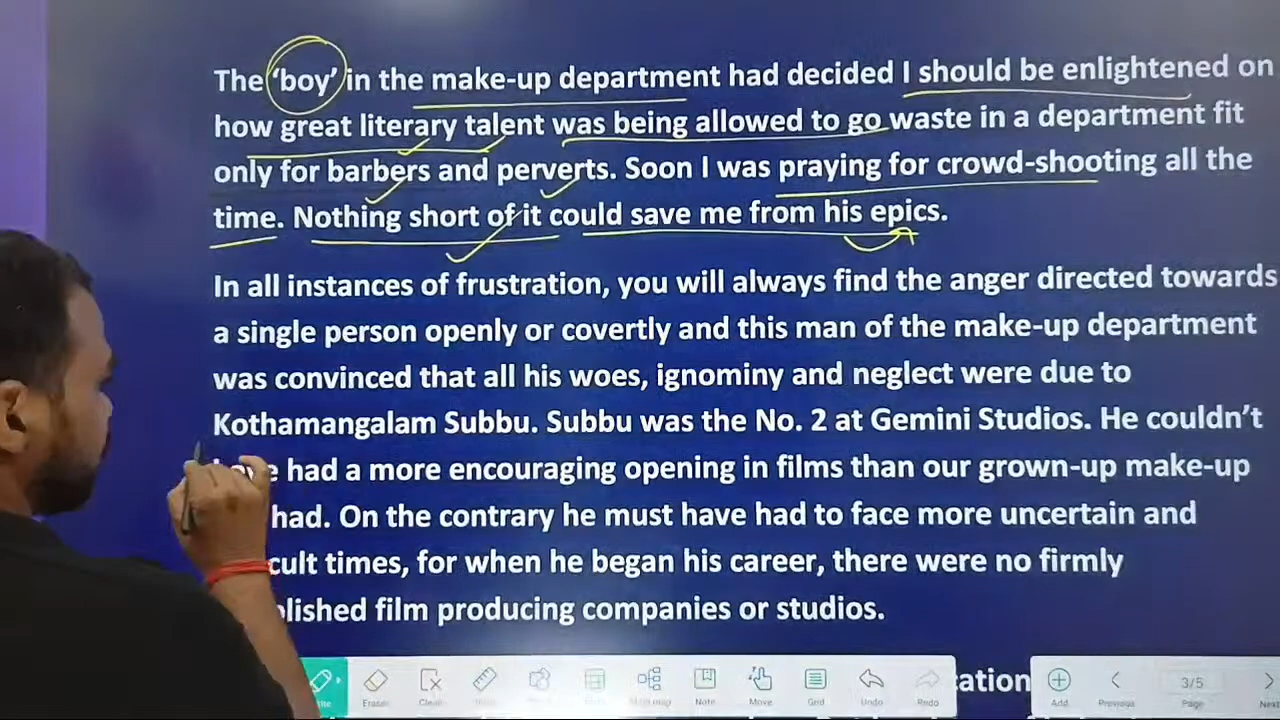 The ‘boy’ in the make-up department had decided I should be enlightened on
how great literary talent was being allowed to go waste in a department fit
only for barbers and perverts. Soon I was praying for crowd-shooting all the
time. Nothing short of it could save me from his epics.
In all instances of frustration, you will always find the anger directed towards
a single person openly or covertly and this man of the make-up department
was convinced that all his woes, ignominy and neglect were due to
Kothamangalam Subbu. Subbu was the No. 2 at Gemini Studios. He couldn’t
had a more encouraging opening in films than our grown-up make-up
had. On the contrary he must have had to face more uncertain and
cult times, for when he began his career, there were no firmly
lished film producing companies or studios.
cation
Eraser Clear Note Move Grid Undo Redo Add Previous 3/5 Page Next